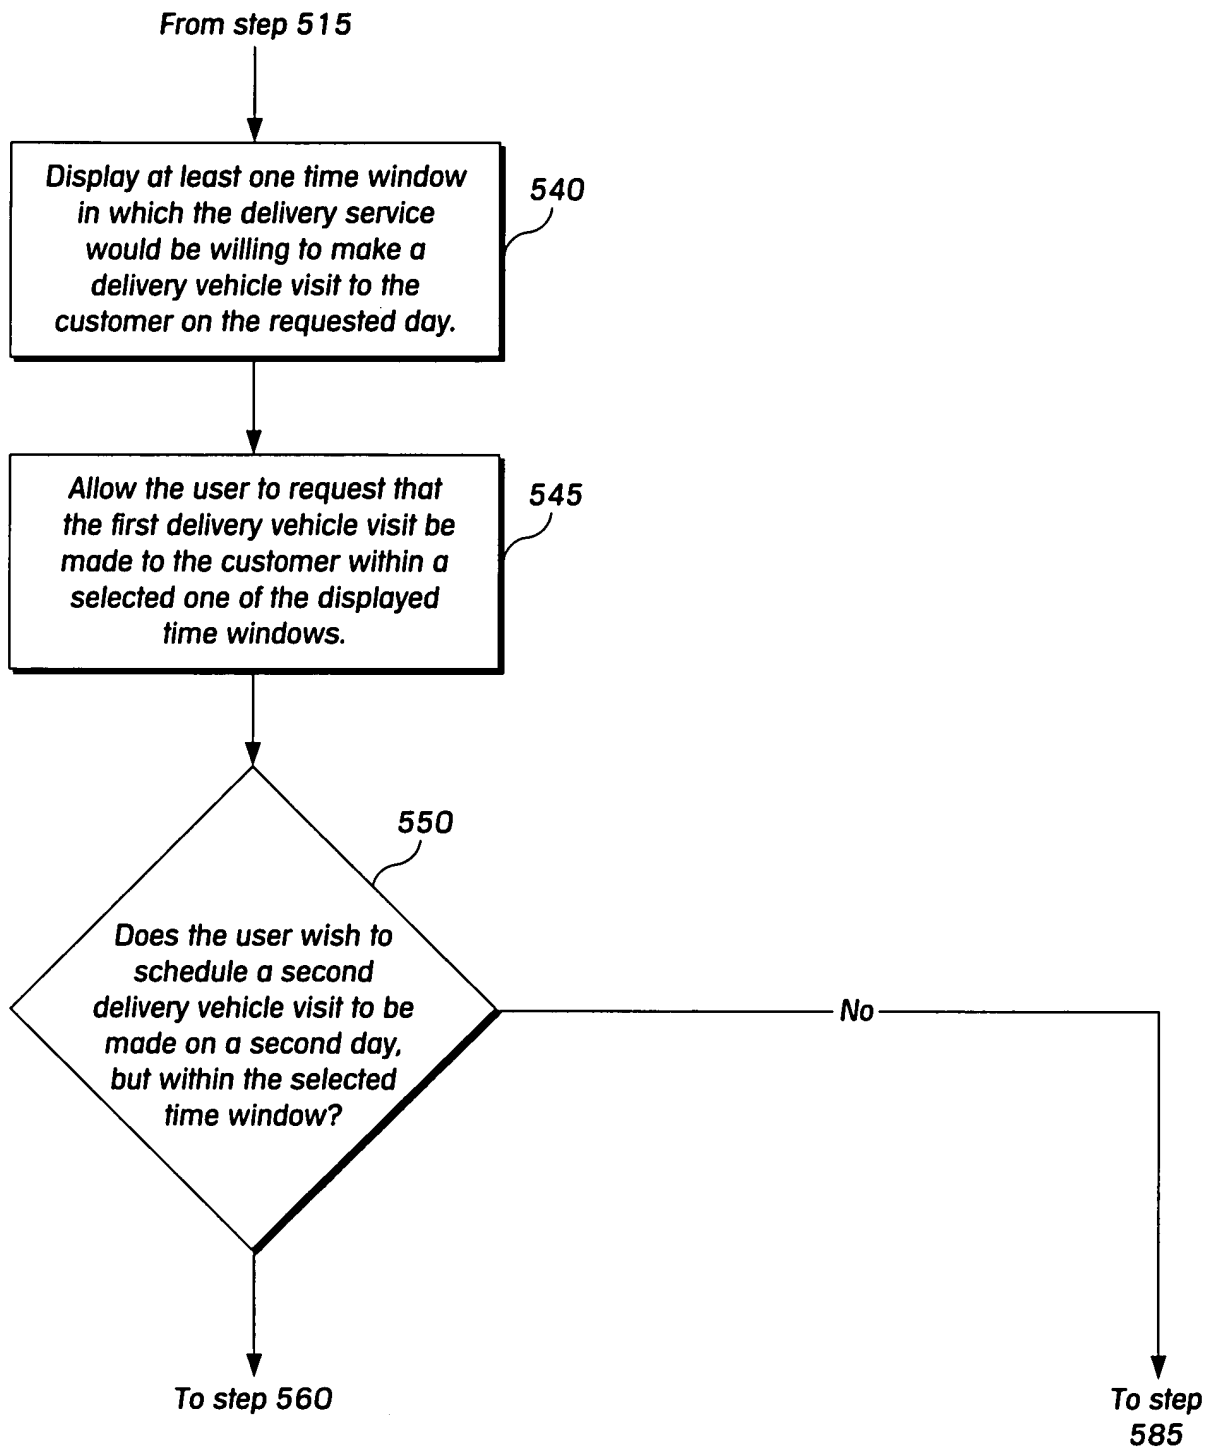 From step 515
Display at least one time window
in which the delivery service
would be willing to make a
delivery vehicle visit to the
customer on the requested day.
540
Allow the user to request that
the first delivery vehicle visit be
made to the customer within a
selected one of the displayed
time windows.
545
550
Does the user wish to
schedule a second
delivery vehicle visit to be
made on a second day,
but within the selected
time window?
No
To step 560
To step
585